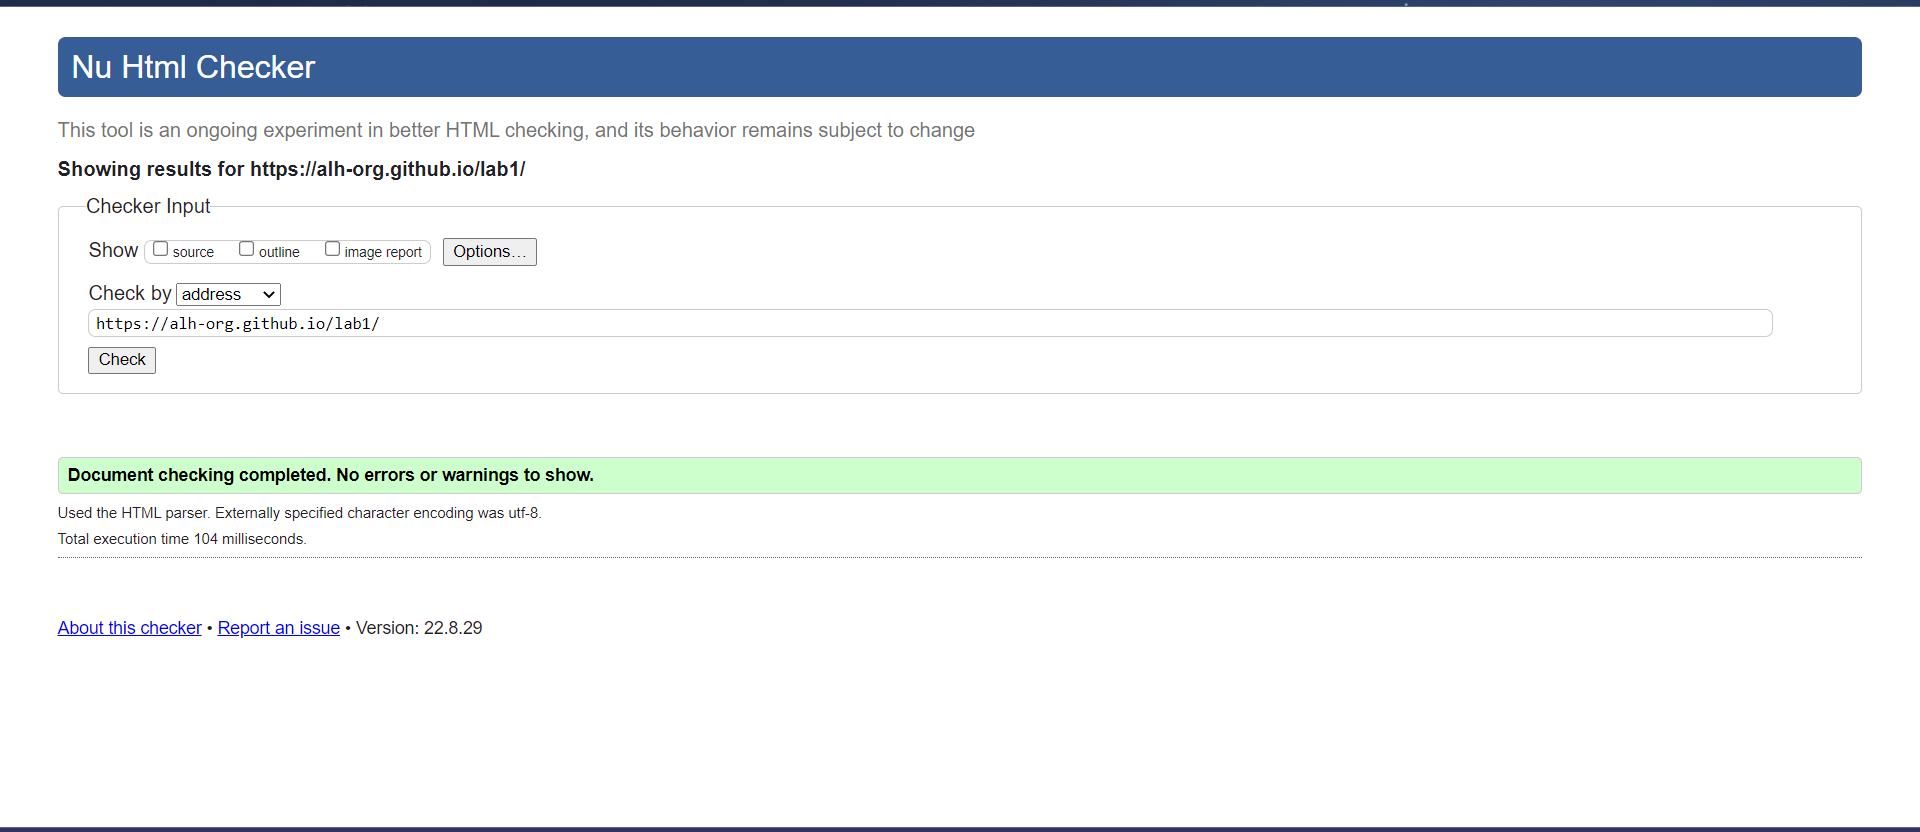 Nu Html Checker
This tool is an ongoing experiment in better HTML checking, and its behavior remains subject to change
Showing results for https://alh-org.github.io/lab1/
Checker Input
Show source outline image report Options...
Check by address
https://alh-org.github.io/lab1/
Check
Document checking completed. No errors or warnings to show.
Used the HTML parser. Externally specified character encoding was utf-8.
Total execution time 104 milliseconds.
About this checker • Report an issue • Version: 22.8.29